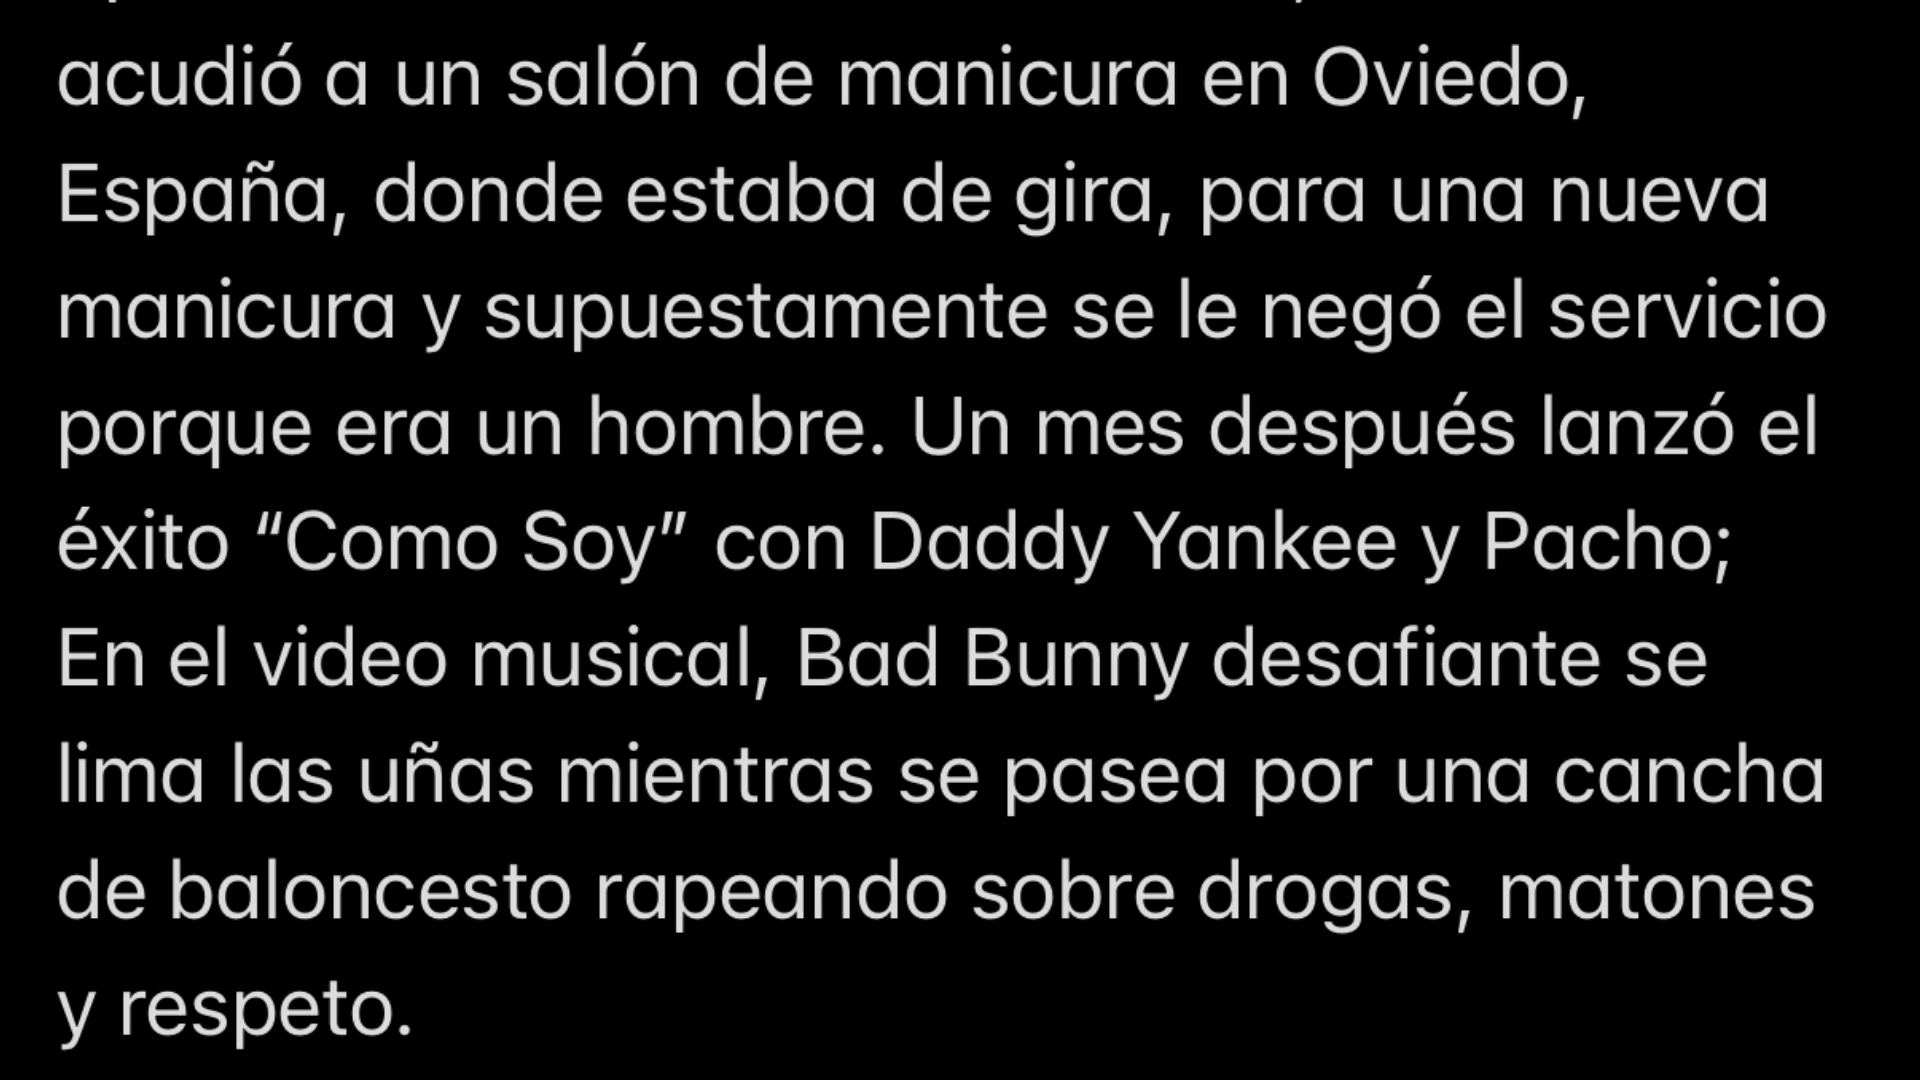 acudió a un salón de manicura en Oviedo,
España, donde estaba de gira, para una nueva
manicura y supuestamente se le negó el servicio
porque era un hombre. Un mes después lanzó el
éxito “Como Soy” con Daddy Yankee y Pacho;
En el video musical, Bad Bunny desafiante se
lima las uñas mientras se pasea por una cancha
de baloncesto rapeando sobre drogas, matones
y respeto.